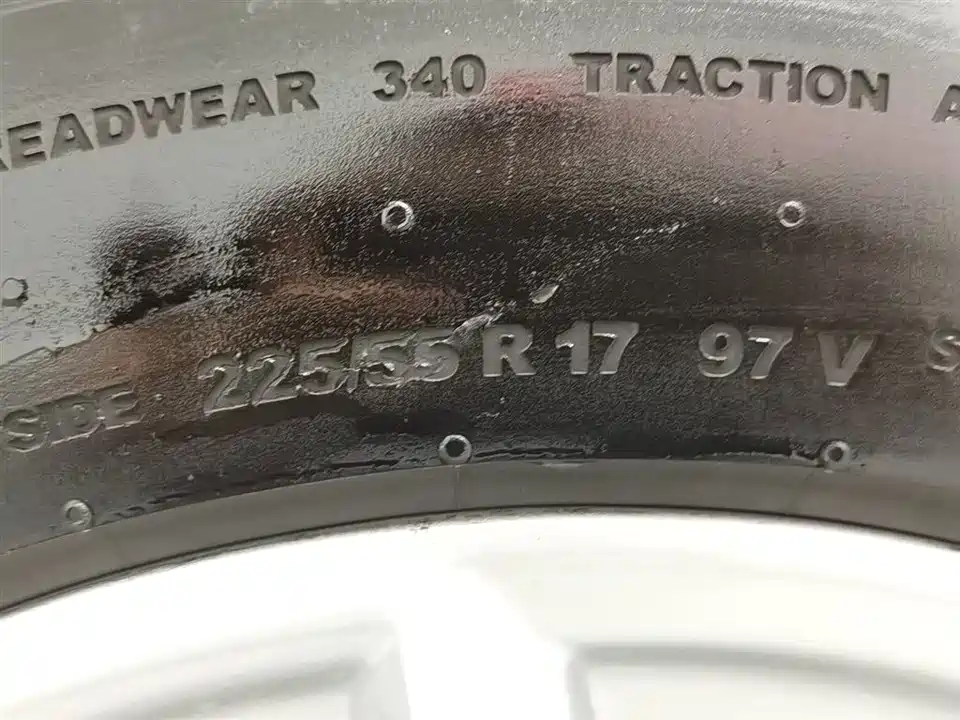 READWEAR 340 TRACTION A
SIDE 225/55 R 17 97 V S